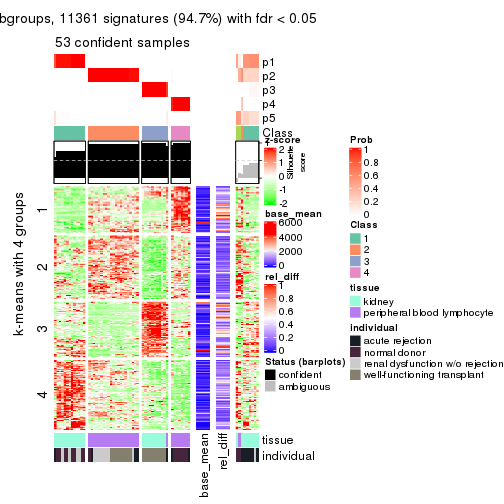 bgroups, 11361 signatures (94.7%) with fdr < 0.05
53 confident samples
p1
p2
p3
p4
p5
Class
1
2
3
4
k-means with 4 groups
z-score
2
1
0
-1
-2
Silhouette
score
base_mean
6000
4000
2000
0
rel_diff
1
0.8
0.6
0.4
0.2
0
Status (barplots)
confident
ambiguous
Prob
1
0.8
0.6
0.4
0.2
0
Class
1
2
3
4
tissue
kidney
peripheral blood lymphocyte
individual
acute rejection
normal donor
renal dysfunction w/o rejection
well-functioning transplant
tissue
individual
base_mean
rel_diff